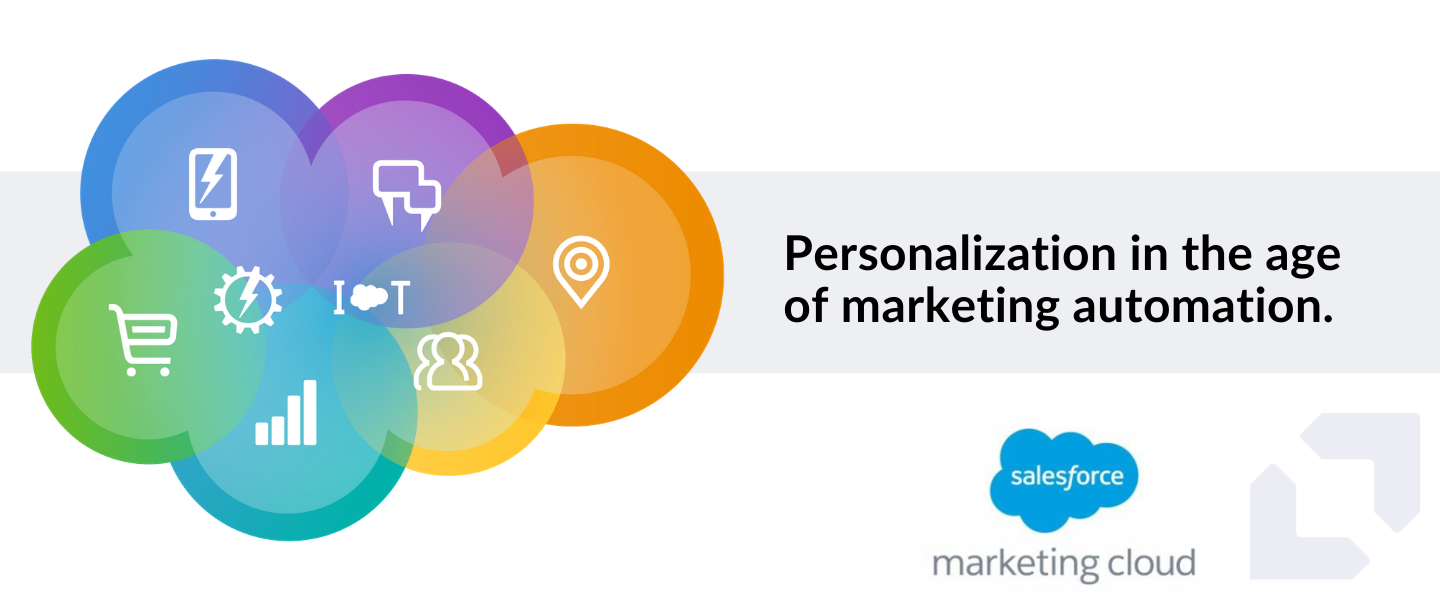 I T
Personalization in the age
of marketing automation.
salesforce
marketing cloud